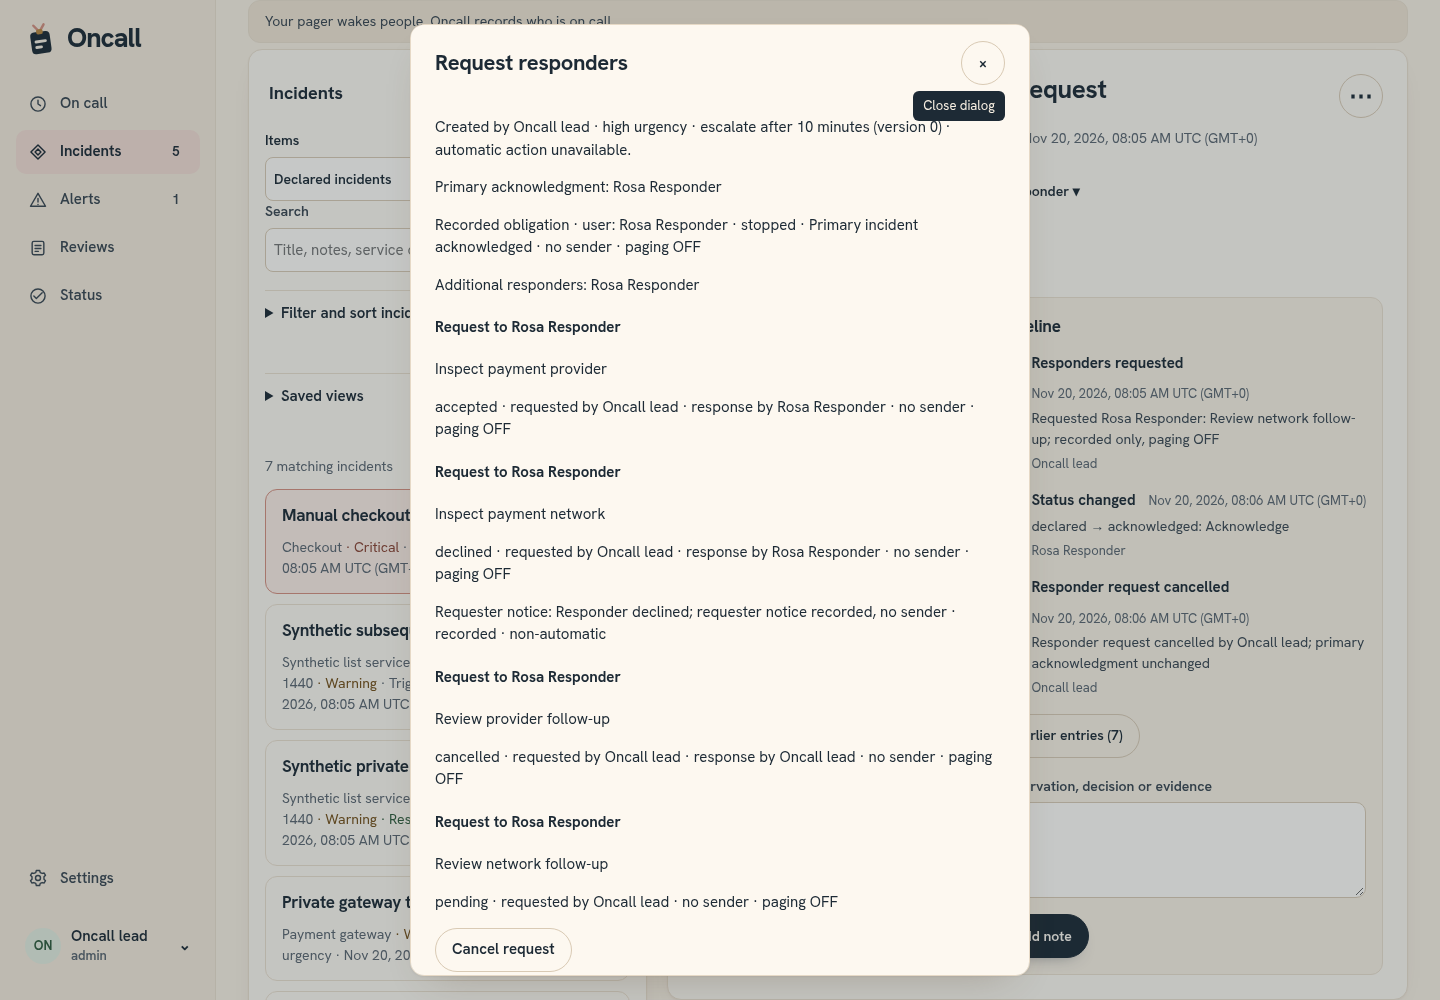 Oncall
On call
Incidents 5
Alerts 1
Reviews
Status
Settings
ON
Oncall lead
admin
Your pager wakes people. Oncall records who is on call.
Incidents
Items
Declared incidents
Search
Title, notes, service
Filter and sort
Saved views
7 matching incidents
Manual checkout
Checkout · Critical ·
08:05 AM UTC
Synthetic
Synthetic list service
1440 · Warning ·
2026, 08:05 AM UTC
Synthetic private
Synthetic list service
1440 · Warning ·
2026, 08:05 AM UTC
Private gateway
Payment gateway ·
urgency · Nov 20,
Request responders
×
Close dialog
Created by Oncall lead · high urgency · escalate after 10 minutes (version 0) ·
automatic action unavailable.
Primary acknowledgment: Rosa Responder
Recorded obligation · user: Rosa Responder · stopped · Primary incident
acknowledged · no sender · paging OFF
Additional responders: Rosa Responder
Request to Rosa Responder
Inspect payment provider
accepted · requested by Oncall lead · response by Rosa Responder · no sender ·
paging OFF
Request to Rosa Responder
Inspect payment network
declined · requested by Oncall lead · response by Rosa Responder · no sender ·
paging OFF
Requester notice: Responder declined; requester notice recorded, no sender ·
recorded · non-automatic
Request to Rosa Responder
Review provider follow-up
cancelled · requested by Oncall lead · response by Oncall lead · no sender · paging
OFF
Request to Rosa Responder
Review network follow-up
pending · requested by Oncall lead · no sender · paging OFF
Cancel request
equest
Nov 20, 2026, 08:05 AM UTC (GMT+0)
ponder
eline
Responders requested
Nov 20, 2026, 08:05 AM UTC (GMT+0)
Requested Rosa Responder: Review network follow-
up; recorded only, paging OFF
Oncall lead
Status changed Nov 20, 2026, 08:06 AM UTC (GMT+0)
declared → acknowledged: Acknowledge
Rosa Responder
Responder request cancelled
Nov 20, 2026, 08:06 AM UTC (GMT+0)
Responder request cancelled by Oncall lead; primary
acknowledgment unchanged
Oncall lead
rlier entries (7)
rvation, decision or evidence
d note